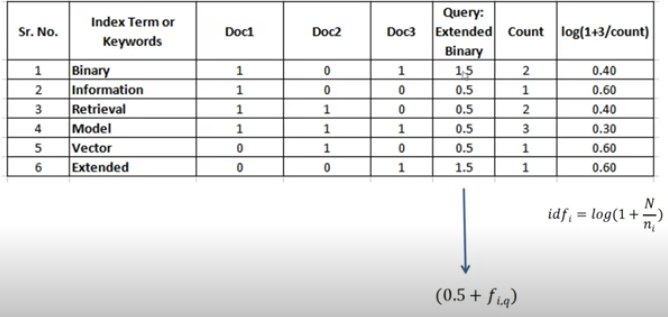 Sr. No. Index Term or Keywords Doc1 Doc2 Doc3 Query: Extended Binary Count log(1+3/count)
1 Binary 1 0 1 1.5 2 0.40
2 Information 1 0 0 0.5 1 0.60
3 Retrieval 1 1 0 0.5 2 0.40
4 Model 1 1 1 0.5 3 0.30
5 Vector 0 1 0 0.5 1 0.60
6 Extended 0 0 1 1.5 1 0.60
idf_i = log(1 + N/n_i)
(0.5 + f_{i,q})